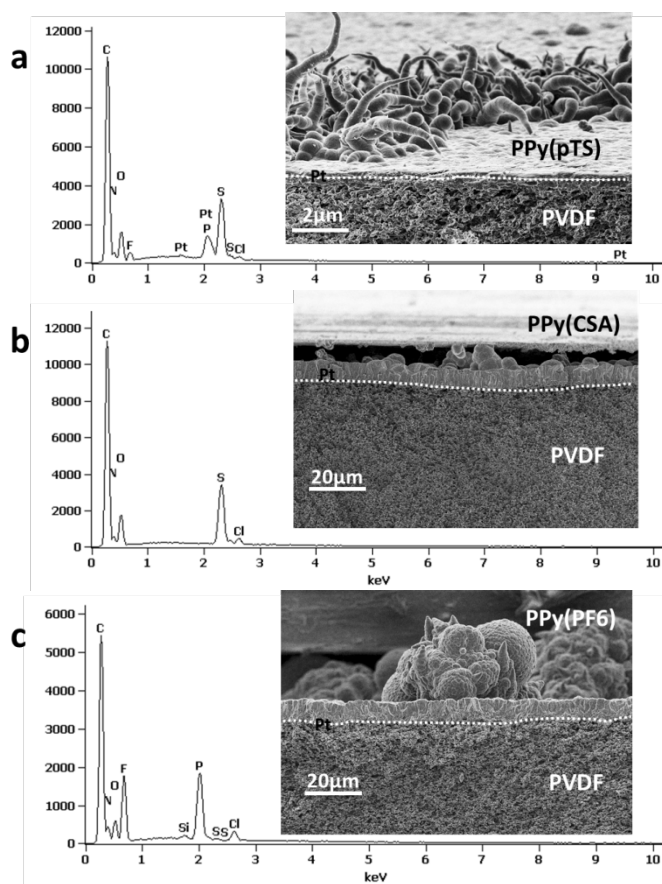 a
12000
10000
8000
6000
4000
2000
0
C
N
O
F
Pt
Pt
P
S
S
Cl
Pt
0 1 2 3 4 5 6 7 8 9 10
PPy(pTS)
Pt
PVDF
2µm
b
12000
10000
8000
6000
4000
2000
0
C
N
O
S
Cl
0 1 2 3 4 5 6 7 8 9 10
keV
PPy(CSA)
Pt
PVDF
20µm
c
6000
5000
4000
3000
2000
1000
0
C
N
O
F
Si
P
S S
Cl
0 1 2 3 4 5 6 7 8 9 10
keV
PPy(PF6)
Pt
PVDF
20µm